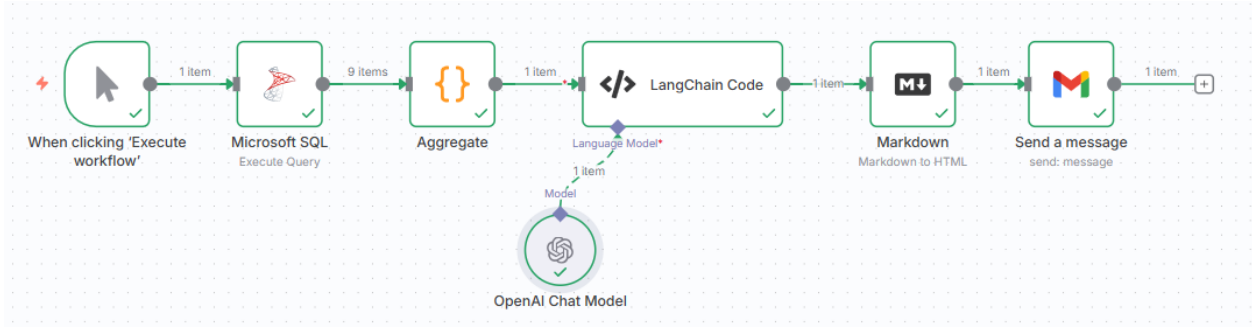 1 item
9 items
1 item
</> LangChain Code
1 item
M↓
1 item
1 item
When clicking ‘Execute
workflow’
Microsoft SQL
Execute Query
Aggregate
{}
Language Model*
Markdown
Markdown to HTML
Send a message
send: message
1 item
Model
OpenAI Chat Model